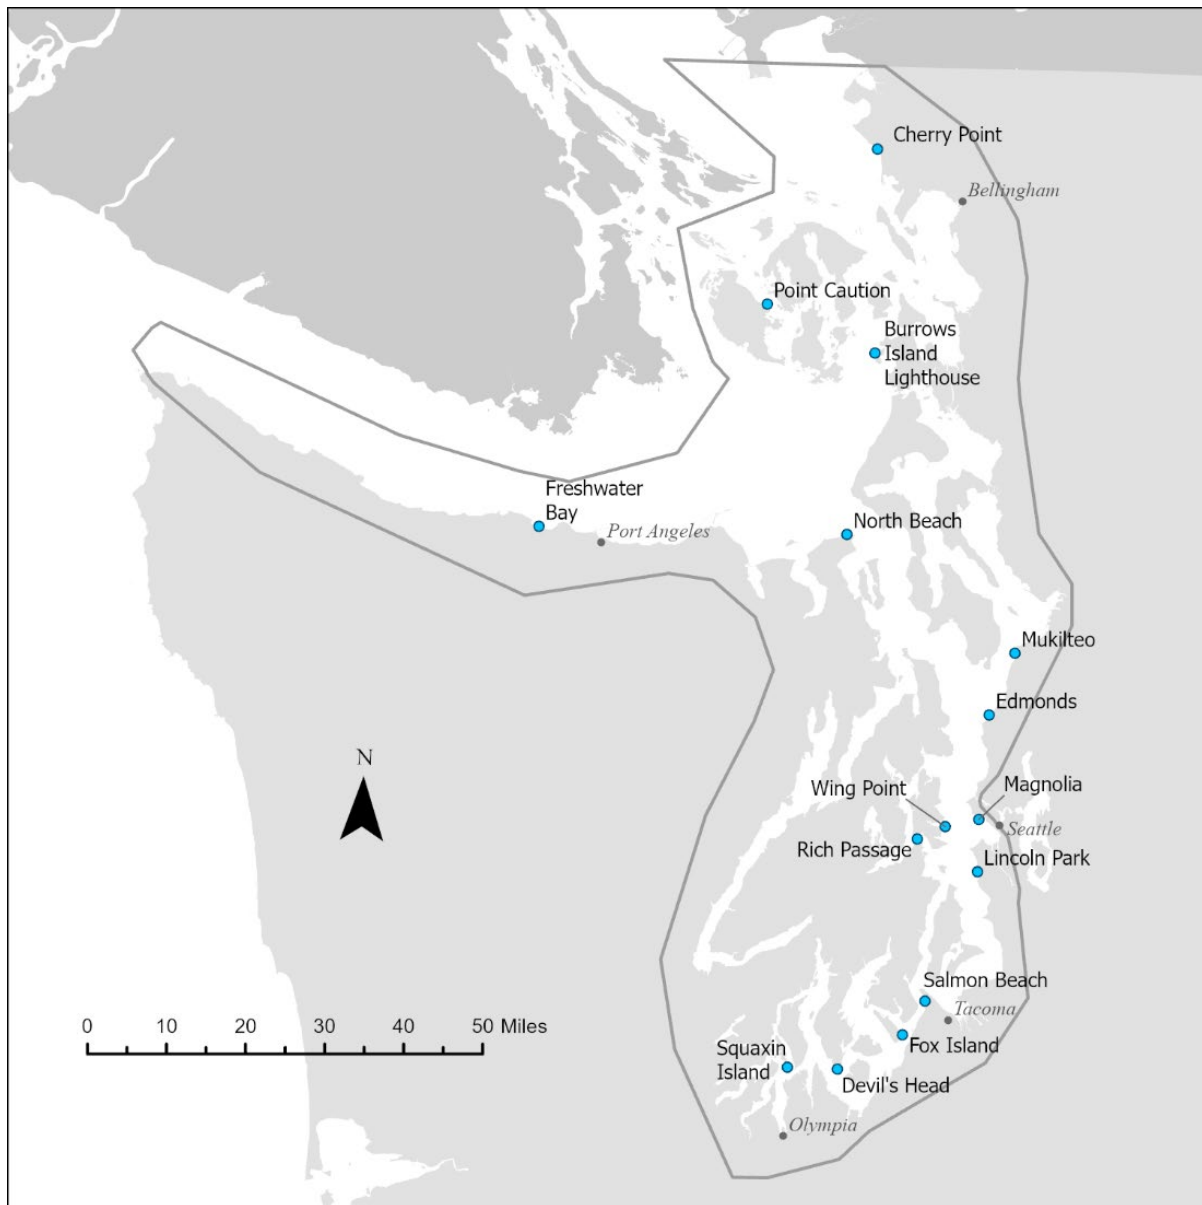 Cherry Point
Bellingham
Point Caution
Burrows
Island
Lighthouse
Freshwater
Bay
Port Angeles
North Beach
Mukilteo
Edmonds
N
Wing Point
Magnolia
Seattle
Rich Passage
Lincoln Park
Salmon Beach
Tacoma
0 10 20 30 40 50 Miles
Fox Island
Squaxin
Island
Devil's Head
Olympia